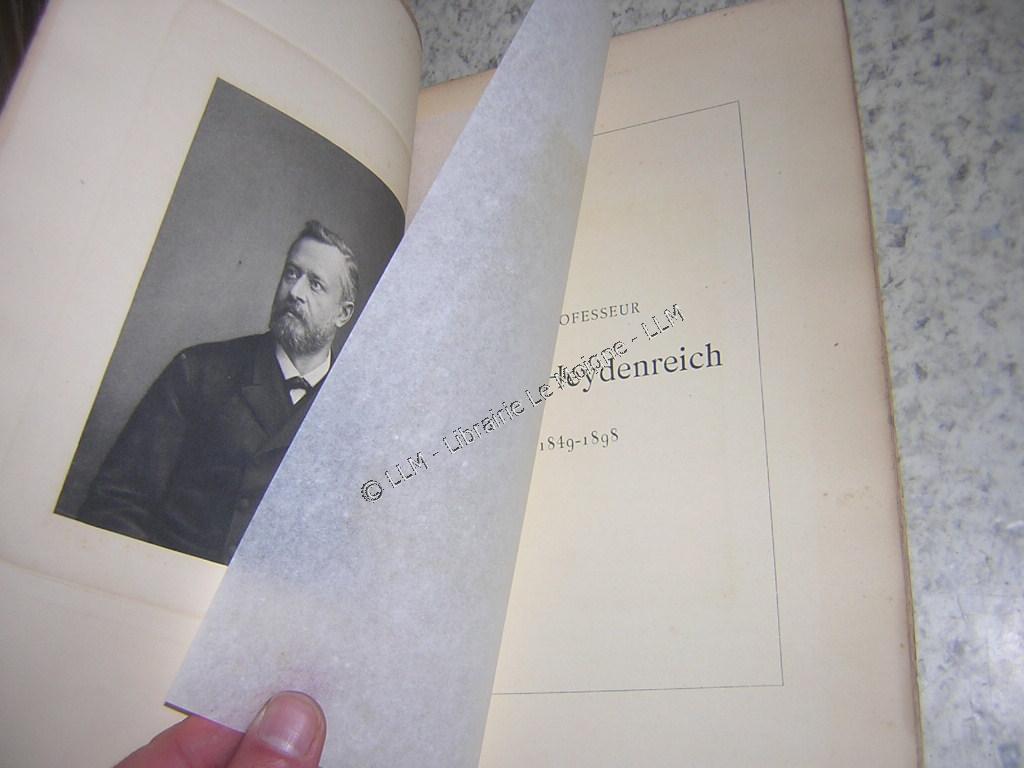 OFESSEUR
eydenreich
1849-1898
© LLM - Librairie Le Moigne - LLM